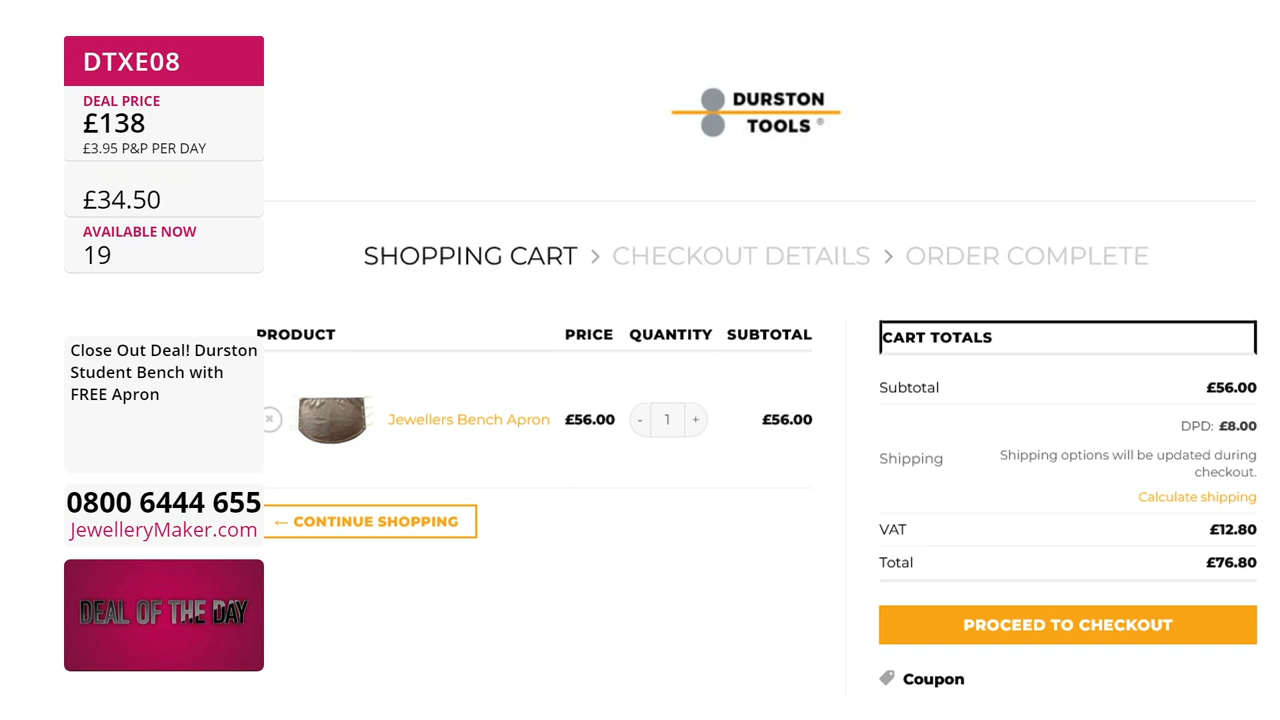 DTXE08
DEAL PRICE
£138
£3.95 P&P PER DAY
£34.50
AVAILABLE NOW
19
Close Out Deal! Durston
Student Bench with
FREE Apron
0800 6444 655
JewelleryMaker.com
DEAL OF THE DAY
DURSTON
TOOLS ®
SHOPPING CART > CHECKOUT DETAILS > ORDER COMPLETE
PRODUCT PRICE QUANTITY SUBTOTAL
× Jewellers Bench Apron £56.00 - 1 + £56.00
← CONTINUE SHOPPING
CART TOTALS
Subtotal £56.00
DPD: £8.00
Shipping Shipping options will be updated during
checkout.
Calculate shipping
VAT £12.80
Total £76.80
PROCEED TO CHECKOUT
Coupon